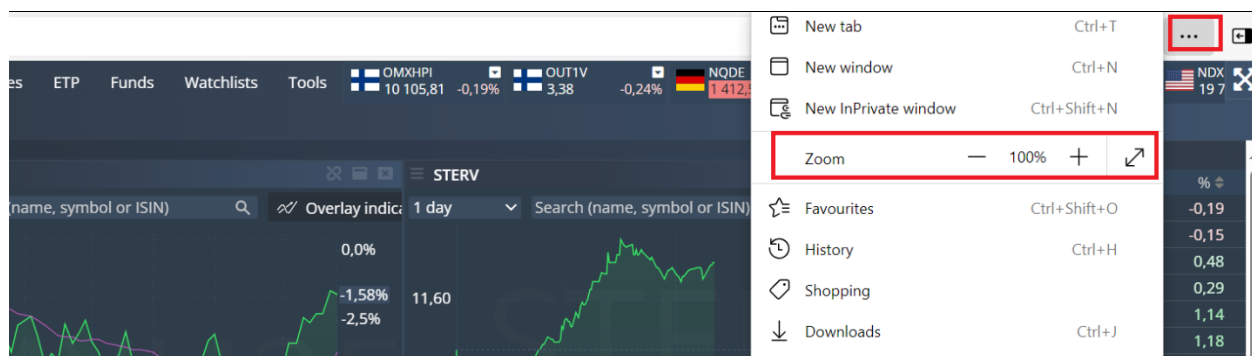 New tab Ctrl+T
...
ETP Funds Watchlists Tools OMXHPI 10 105,81 -0,19% OUT1V 3,38 -0,24% NQDE 1 412,5 NDX 19 7
New window Ctrl+N
New InPrivate window Ctrl+Shift+N
Zoom 100%
STERV
%
(name, symbol or ISIN) Overlay indica 1 day Search (name, symbol or ISIN)
Favourites Ctrl+Shift+O
-0,19
-0,15
0,0%
History Ctrl+H
0,48
-1,58%
11,60
Shopping
0,29
-2,5%
1,14
Downloads Ctrl+J
1,18